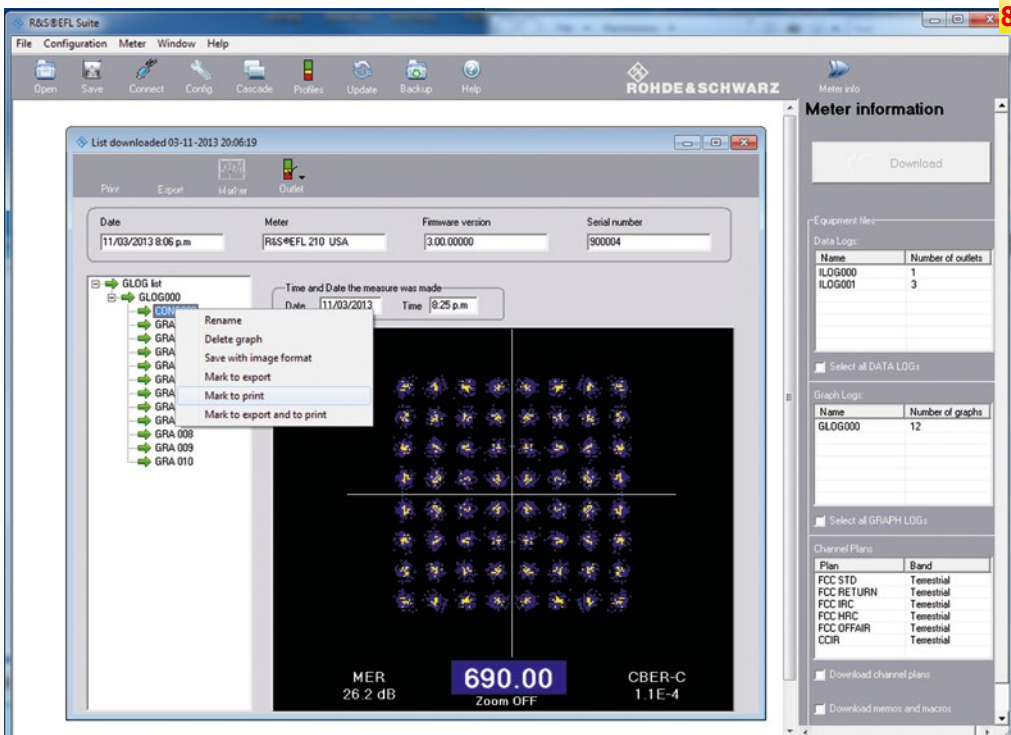 8
R&S®EFL Suite
File Configuration Meter Window Help
Open Save Connect Config. Cascade Profiles Update Backup Help
ROHDE&SCHWARZ
Meter info
Meter information
Download
List downloaded 03-11-2013 20:06:19
Print Export Marker Outlet
Date Meter Firmware version Serial number
11/03/2013 8:06 p.m R&S®EFL 210 USA 3.00.00000 900004
GLOG list
GLOG000
GRA
GRA
GRA
GRA
GRA
GRA
GRA
GRA
GRA 008
GRA 009
GRA 010
Time and Date the measure was made
Date 11/03/2013 Time 8:25 p.m
Rename
Delete graph
Save with image format
Mark to export
Mark to print
Mark to export and to print
MER
26.2 dB
690.00
Zoom OFF
CBER-C
1.1E-4
Equipment files
Data Logs:
Name Number of outlets
ILOG000 1
ILOG001 3
Select all DATA LOGs
Graph Logs:
Name Number of graphs
GLOG000 12
Select all GRAPH LOGs
Channel Plans
Plan Band
FCC STD Terrestrial
FCC RETURN Terrestrial
FCC IRC Terrestrial
FCC HRC Terrestrial
FCC OFFAIR Terrestrial
CCIR Terrestrial
Download channel plans
Download memos and macros